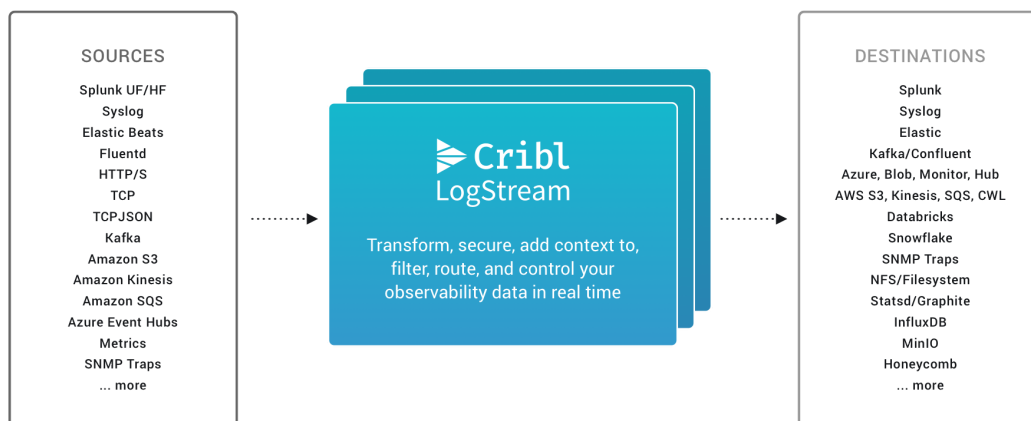 SOURCES
Splunk UF/HF
Syslog
Elastic Beats
Fluentd
HTTP/S
TCP
TCPJSON
Kafka
Amazon S3
Amazon Kinesis
Amazon SQS
Azure Event Hubs
Metrics
SNMP Traps
... more
Cribl
LogStream
Transform, secure, add context to,
filter, route, and control your
observability data in real time
DESTINATIONS
Splunk
Syslog
Elastic
Kafka/Confluent
Azure, Blob, Monitor, Hub
AWS S3, Kinesis, SQS, CWL
Databricks
Snowflake
SNMP Traps
NFS/Filesystem
Statsd/Graphite
InfluxDB
MinIO
Honeycomb
... more